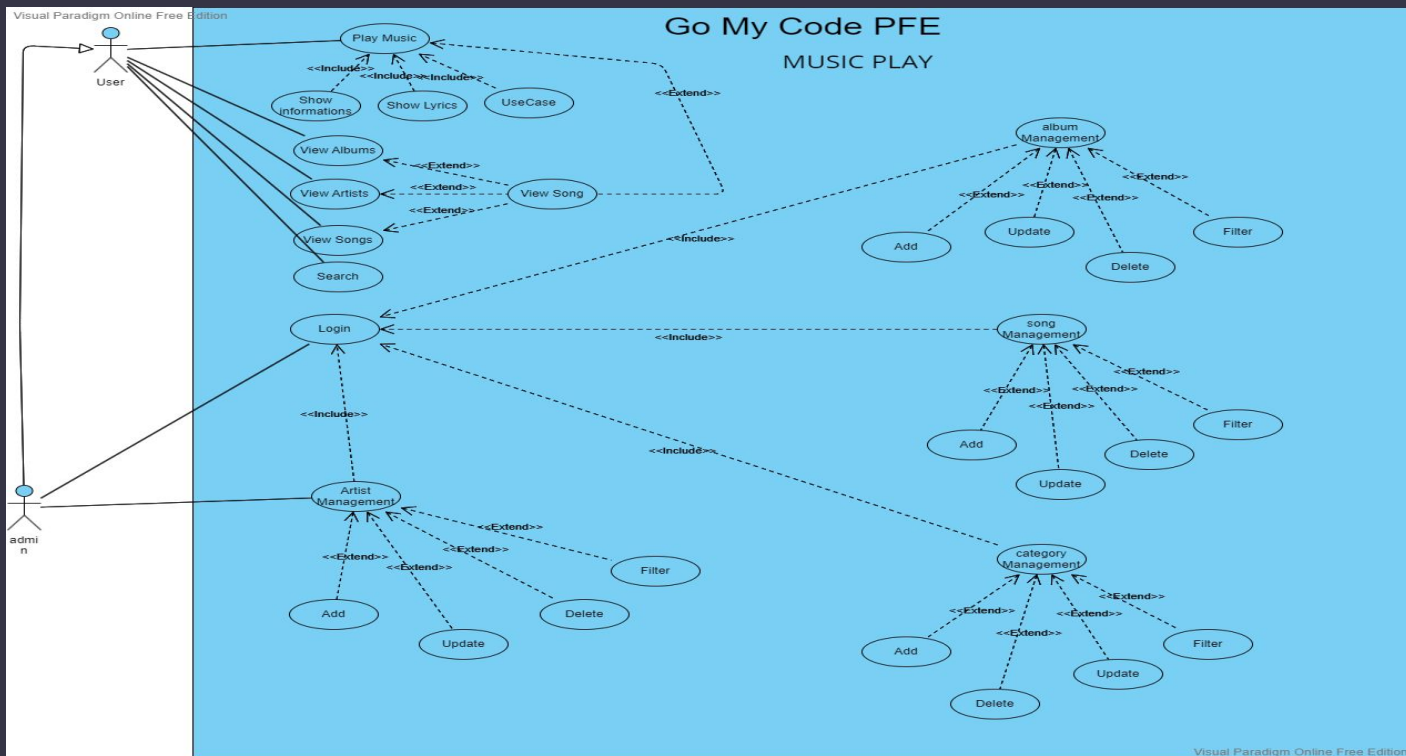 Visual Paradigm Online Free Edition
Go My Code PFE
MUSIC PLAY
User
Play Music
<<Include>>
<<Include>>
<<Include>>
Show
informations
Show Lyrics
UseCase
<<Extend>>
View Albums
<<Extend>>
View Artists
<<Extend>>
View Song
<<Extend>>
View Songs
Search
album
Management
<<Extend>>
<<Extend>>
<<Extend>>
<<Extend>>
Add
Update
Delete
Filter
<<Include>>
Login
<<Include>>
song
Management
<<Extend>>
<<Extend>>
<<Extend>>
<<Extend>>
Add
Update
Delete
Filter
<<Include>>
<<Include>>
admi
n
Artist
Management
<<Extend>>
<<Extend>>
<<Extend>>
<<Extend>>
Add
Update
Delete
Filter
category
Management
<<Extend>>
<<Extend>>
<<Extend>>
<<Extend>>
Add
Delete
Update
Filter
Visual Paradigm Online Free Edition